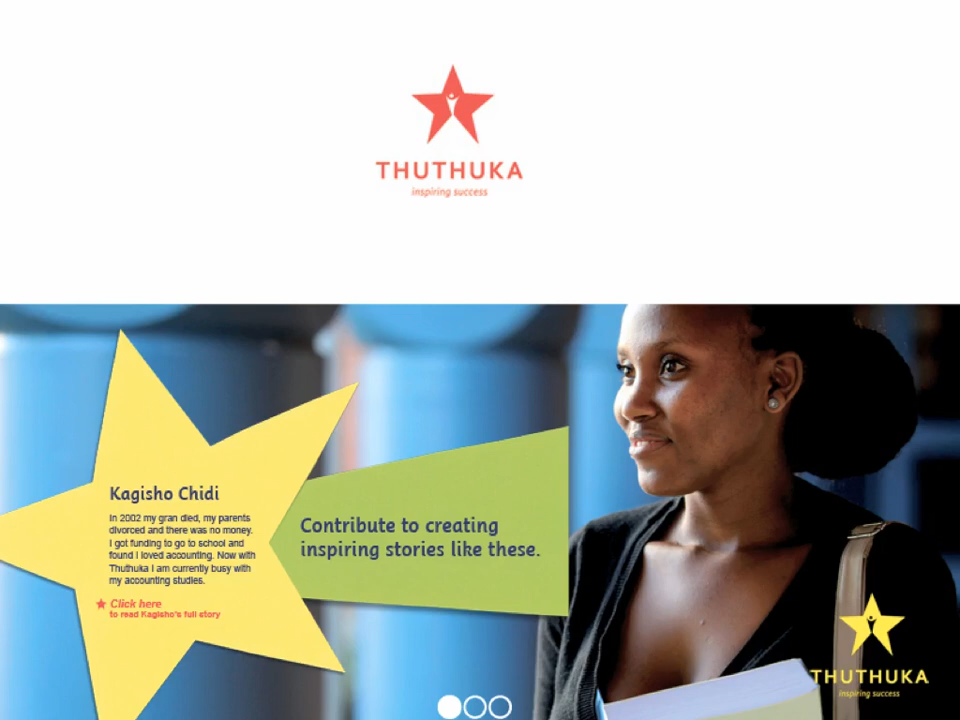 THUTHUKA
inspiring success
Kagisho Chidi
In 2002 my gran died, my parents
divorced and there was no money.
I got funding to go to school and
found I loved accounting. Now with
Thuthuka I am currently busy with
my accounting studies.
Click here
to read Kagisho's full story
Contribute to creating
inspiring stories like these.
THUTHUKA
inspiring success